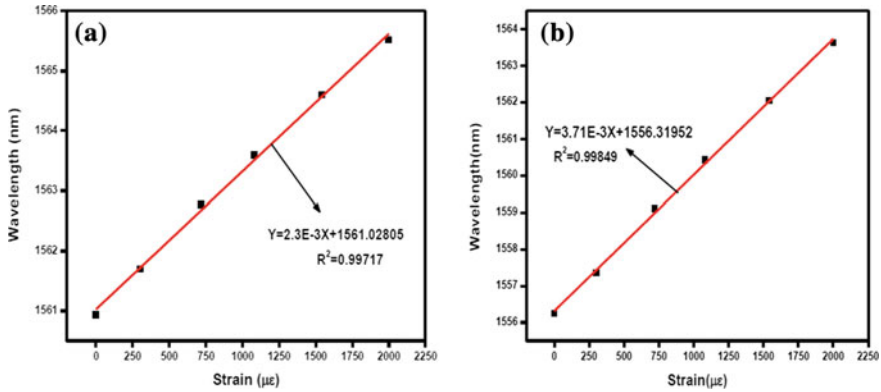 (a)
1566
1565
1564
1563
1562
1561
Wavelength (nm)
Y=2.3E-3X+1561.02805
R²=0.99717
0 250 500 750 1000 1250 1500 1750 2000 2250
Strain (με)
(b)
1564
1563
1562
1561
1560
1559
1558
1557
1556
Wavelength(nm)
Y=3.71E-3X+1556.31952
R²=0.99849
0 250 500 750 1000 1250 1500 1750 2000 2250
Strain(με)